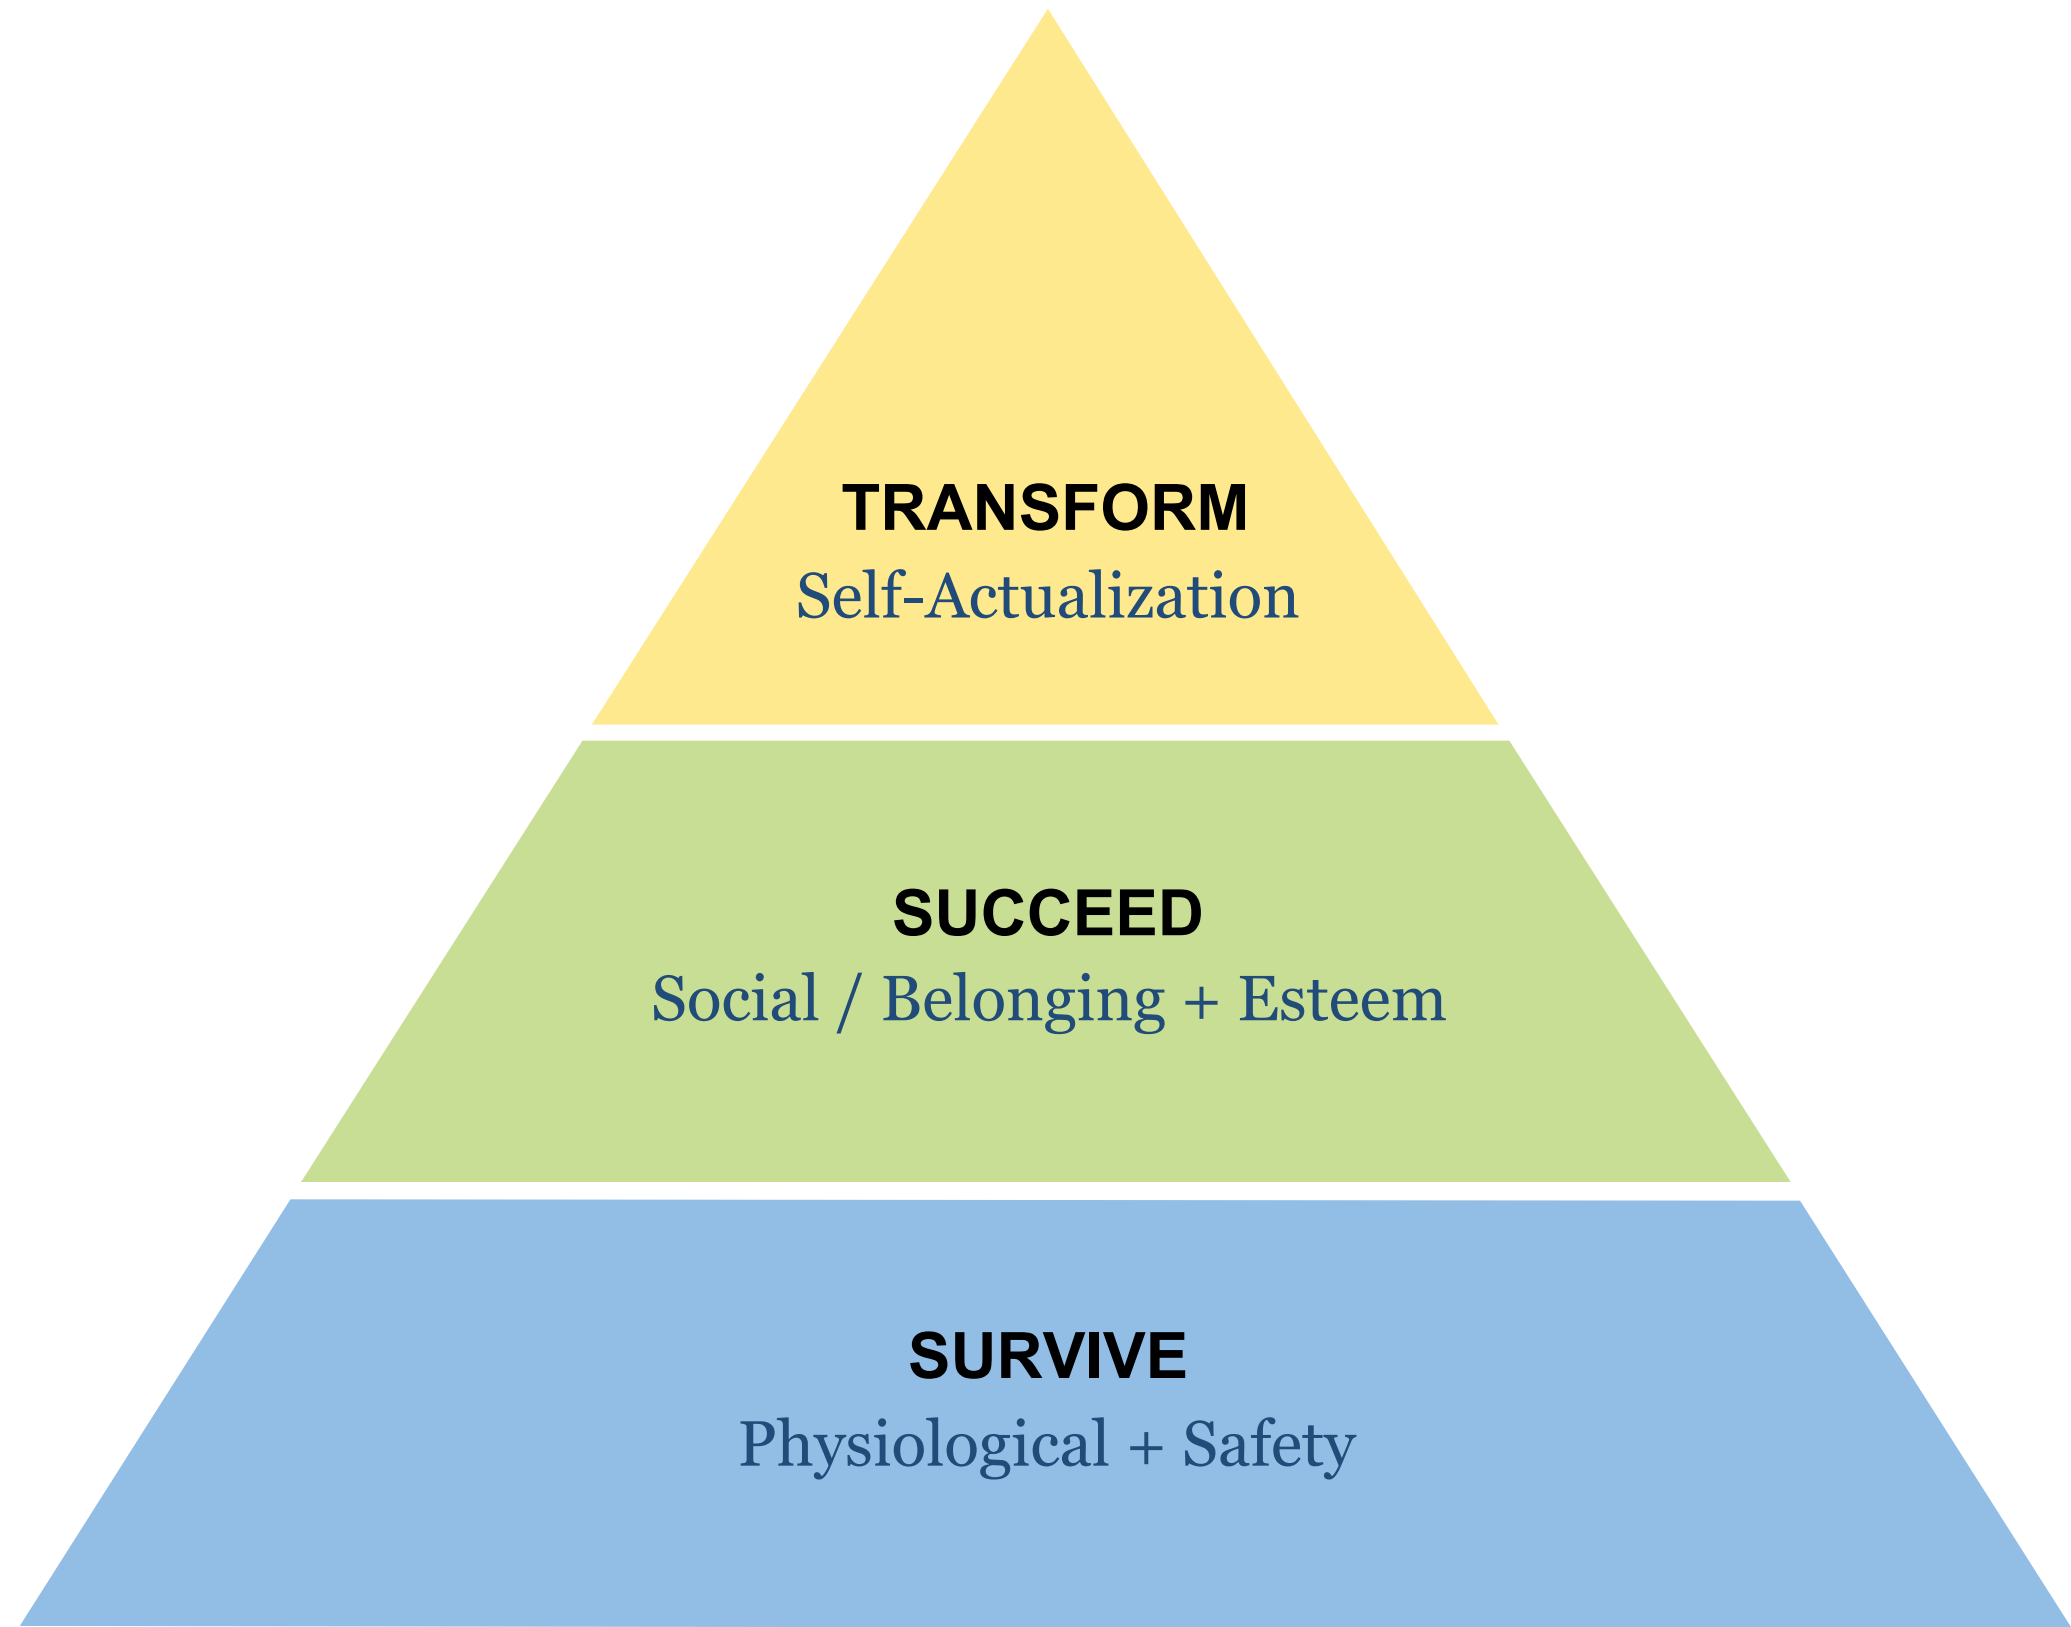 TRANSFORM
Self-Actualization
SUCCEED
Social / Belonging + Esteem
SURVIVE
Physiological + Safety